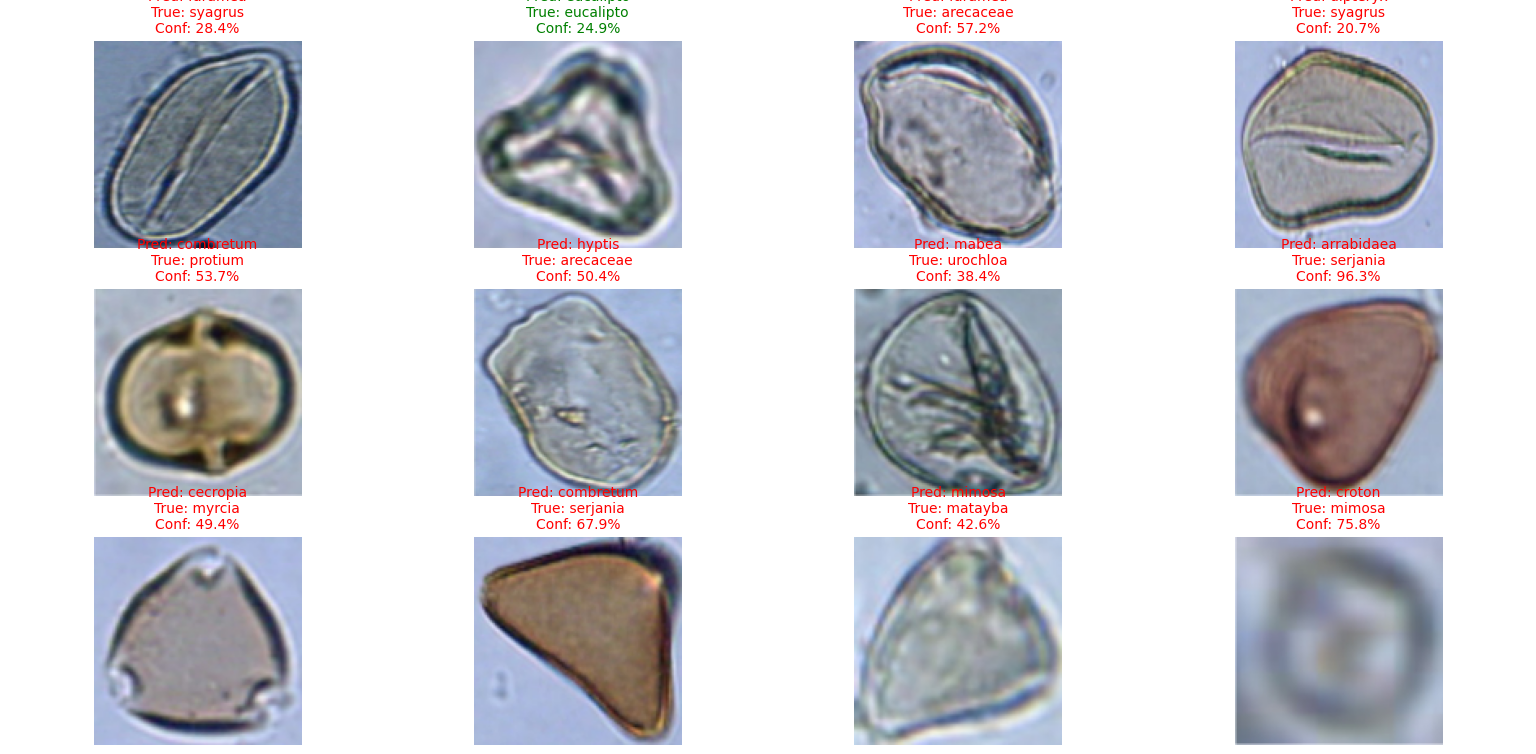 True: syagrus
Conf: 28.4%
True: eucalipto
Conf: 24.9%
True: arecaceae
Conf: 57.2%
True: syagrus
Conf: 20.7%
Pred: combretum
True: protium
Conf: 53.7%
Pred: hyptis
True: arecaceae
Conf: 50.4%
Pred: mabea
True: urochloa
Conf: 38.4%
Pred: arrabidaea
True: serjania
Conf: 96.3%
Pred: cecropia
True: myrcia
Conf: 49.4%
Pred: combretum
True: serjania
Conf: 67.9%
Pred: mimosa
True: matayba
Conf: 42.6%
Pred: croton
True: mimosa
Conf: 75.8%